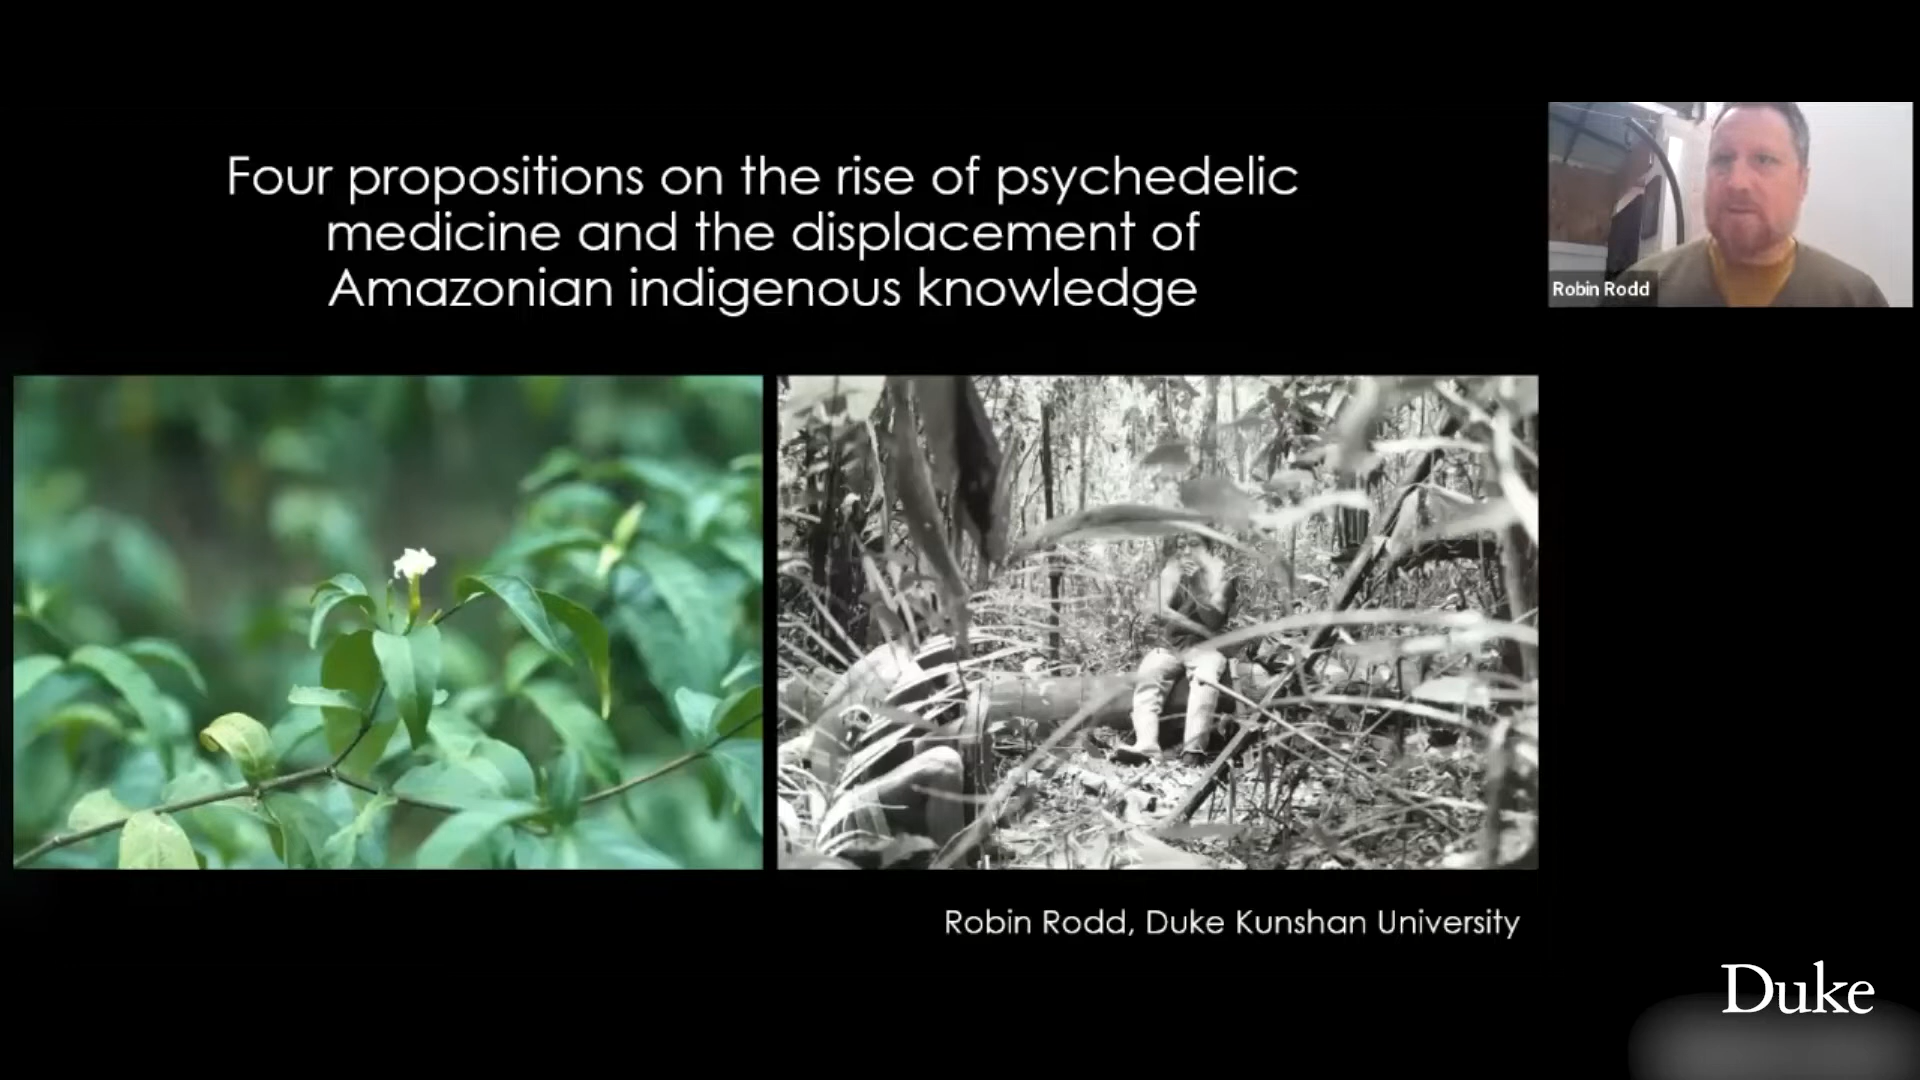 Four propositions on the rise of psychedelic
medicine and the displacement of
Amazonian indigenous knowledge
Robin Rodd
Robin Rodd, Duke Kunshan University
Duke